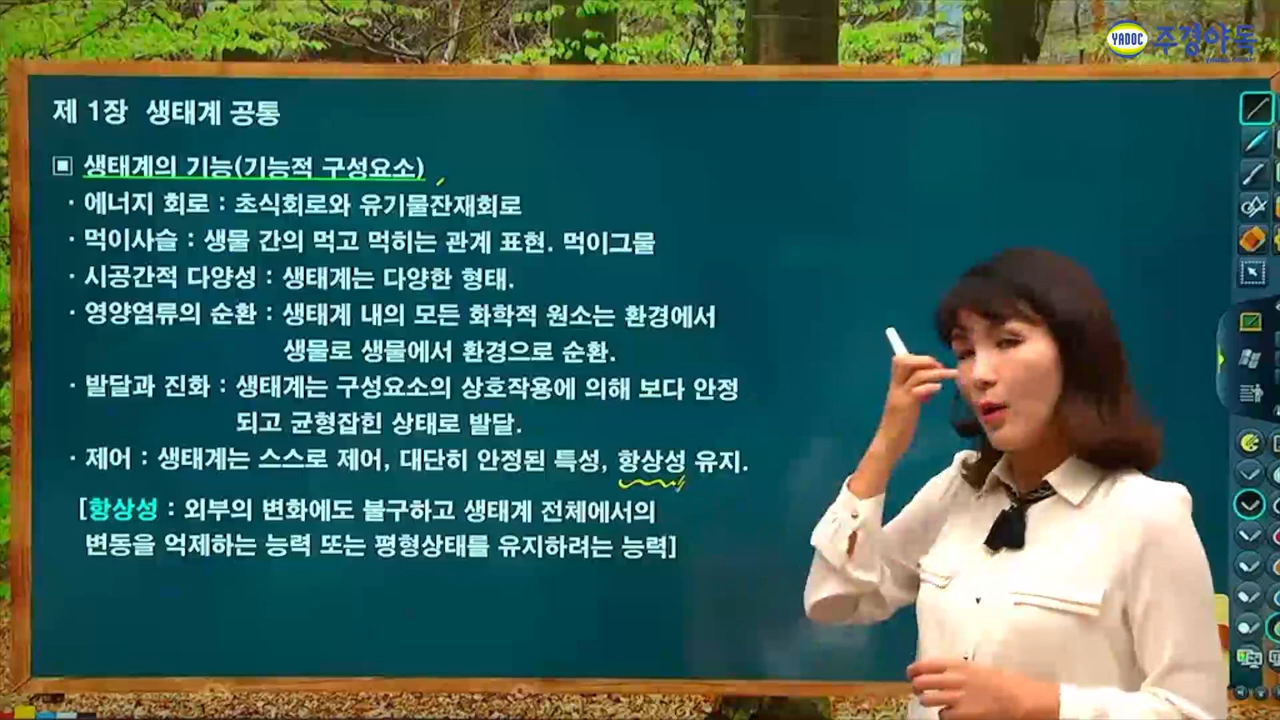 YADOC 주경야독
제 1장 생태계 공통
▣ 생태계의 기능(기능적 구성요소)
· 에너지 회로 : 초식회로와 유기물잔재회로
· 먹이사슬 : 생물 간의 먹고 먹히는 관계 표현. 먹이그물
· 시공간적 다양성 : 생태계는 다양한 형태.
· 영양염류의 순환 : 생태계 내의 모든 화학적 원소는 환경에서
생물로 생물에서 환경으로 순환.
· 발달과 진화 : 생태계는 구성요소의 상호작용에 의해 보다 안정
되고 균형잡힌 상태로 발달.
· 제어 : 생태계는 스스로 제어, 대단히 안정된 특성, 항상성 유지.
[항상성 : 외부의 변화에도 불구하고 생태계 전체에서의
변동을 억제하는 능력 또는 평형상태를 유지하려는 능력]